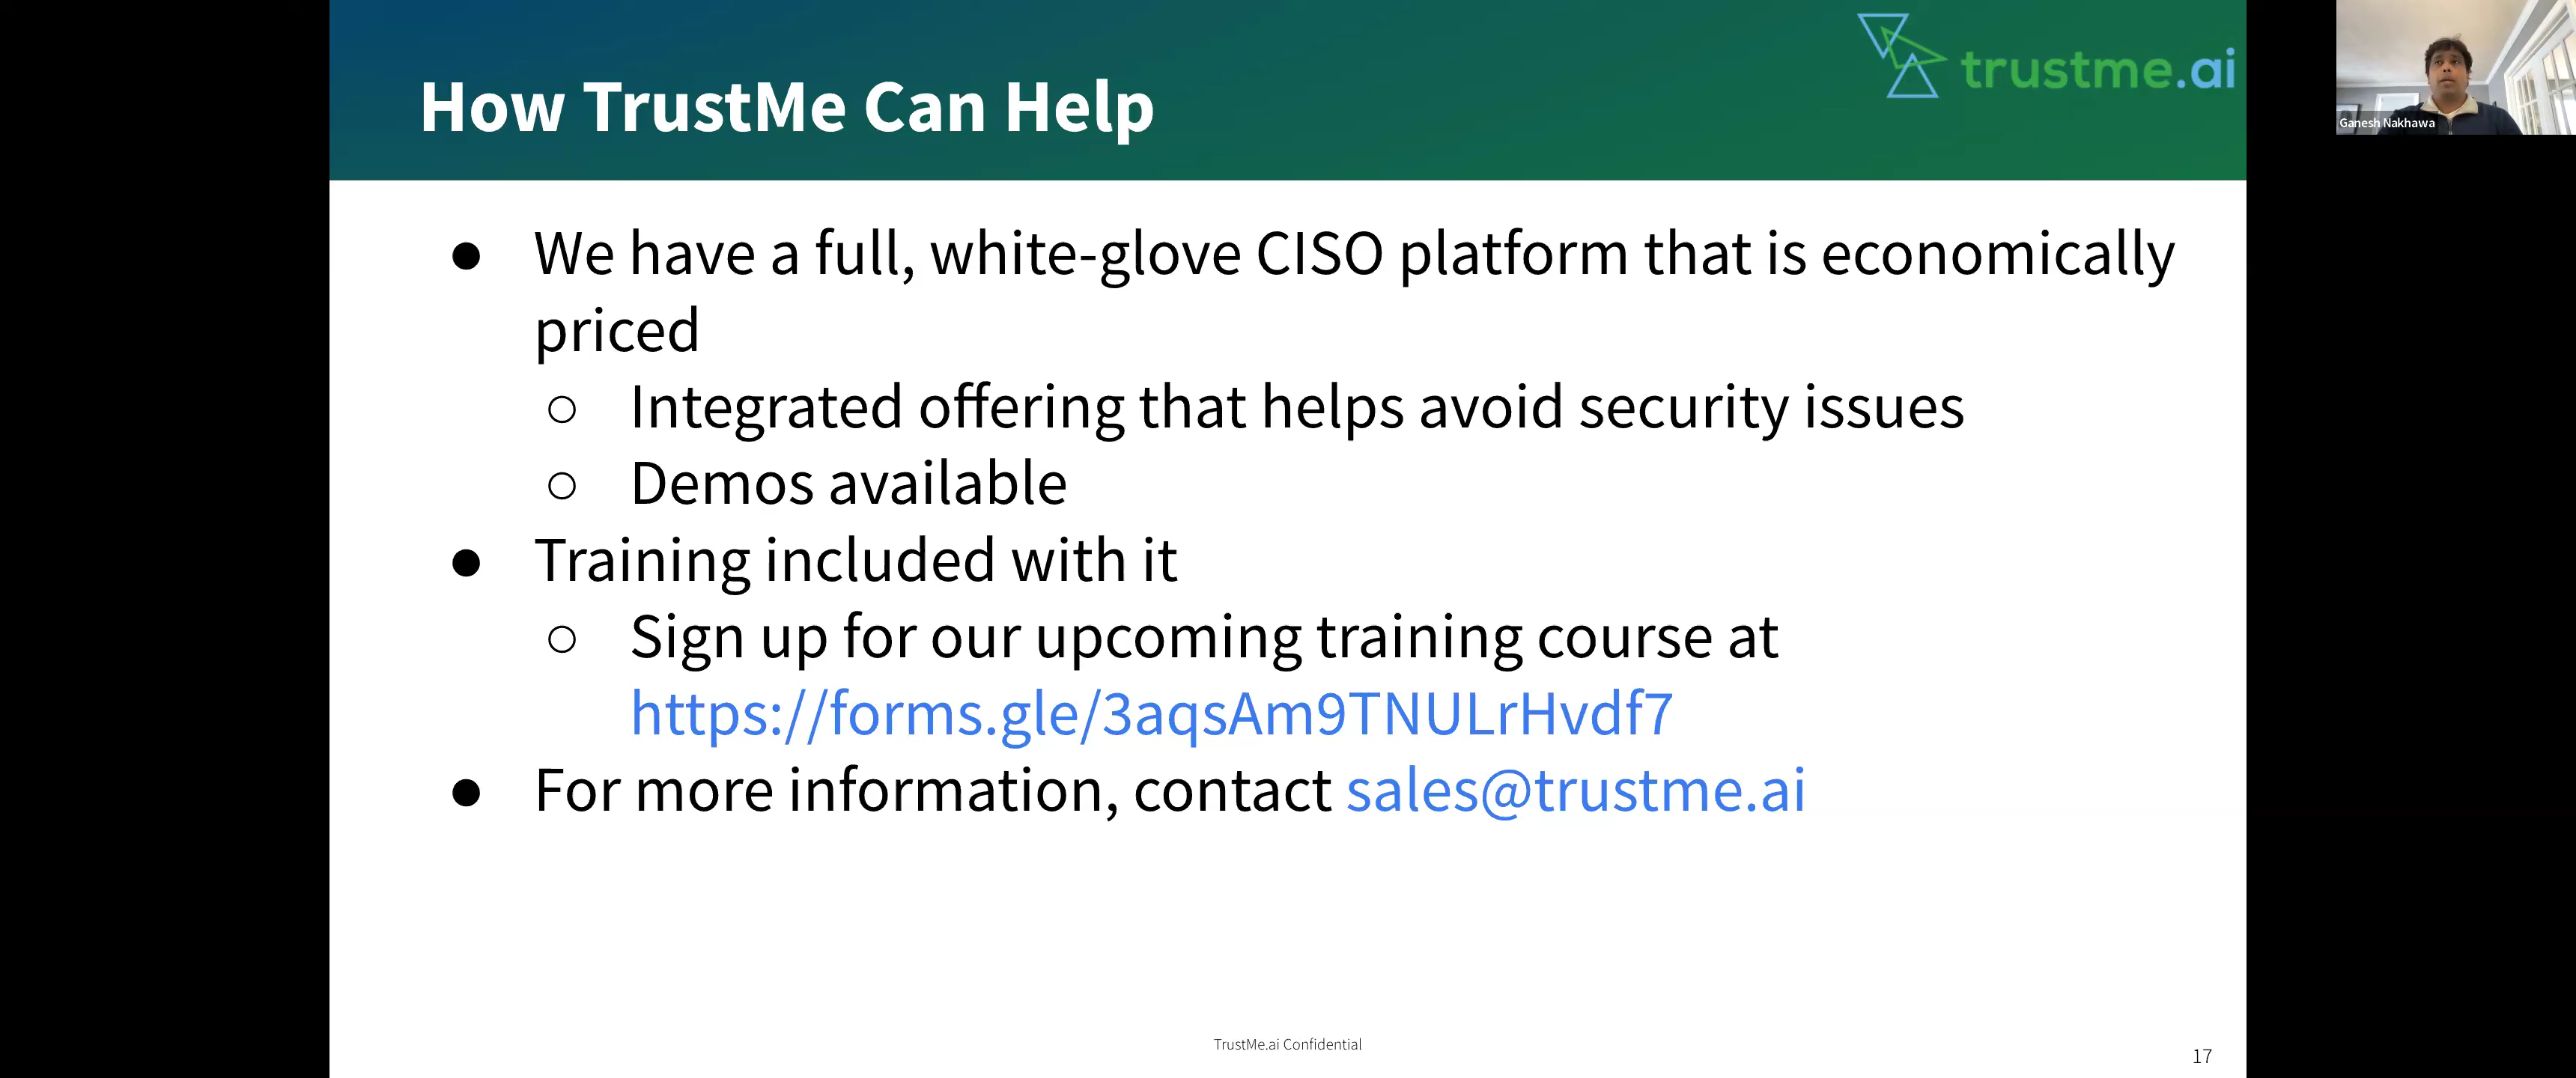 trustme.ai
How TrustMe Can Help
Ganesh Nakhawa
● We have a full, white-glove CISO platform that is economically
priced
○ Integrated offering that helps avoid security issues
○ Demos available
● Training included with it
○ Sign up for our upcoming training course at
https://forms.gle/3aqsAm9TNULrHvdf7
● For more information, contact sales@trustme.ai
TrustMe.ai Confidential
17